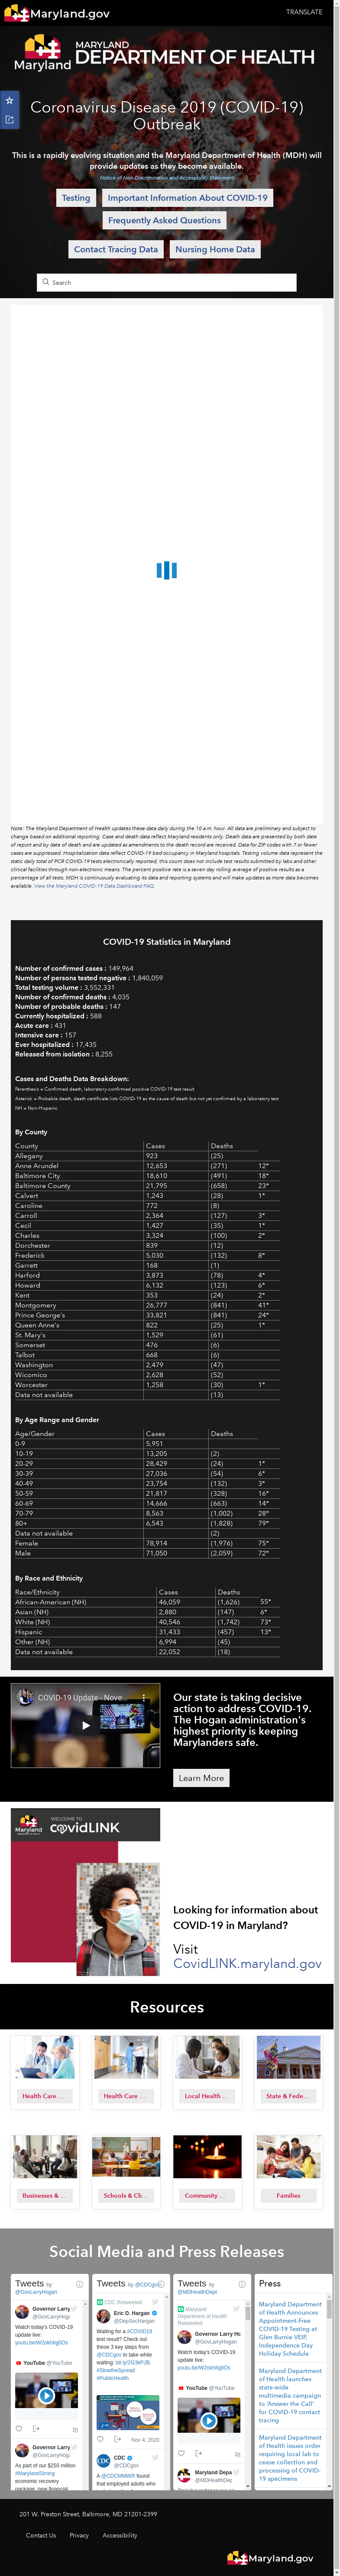 Maryland.gov
TRANSLATE
Maryland
MARYLAND
DEPARTMENT OF HEALTH
Coronavirus Disease 2019 (COVID-19)
Outbreak
This is a rapidly evolving situation and the Maryland Department of Health (MDH) will
provide updates as they become available.
Notice of Non-Discrimination and Accessibility Statement
Testing
Important Information About COVID-19
Frequently Asked Questions
Contact Tracing Data
Nursing Home Data
Search
Note: The Maryland Department of Health updates these data daily during the 10 a.m. hour. All data are preliminary and subject to
change based on additional reporting. Case and death data reflect Maryland residents only. Death data are presented by both date
of report and by date of death and are updated as amendments to the death record are received. Data for ZIP codes with 7 or fewer
cases are suppressed. Hospitalization data reflect COVID-19 bed occupancy in Maryland hospitals. Testing volume data represent the
static daily total of PCR COVID-19 tests electronically reported; this count does not include test results submitted by labs and other
clinical facilities through non-electronic means. The percent positive rate is a seven-day rolling average of positive results as a
percentage of all tests. MDH is continuously evaluating its data and reporting systems and will make updates as more data becomes
available. View the Maryland COVID-19 Data Dashboard FAQ.
COVID-19 Statistics in Maryland
Number of confirmed cases : 149,964
Number of persons tested negative : 1,840,059
Total testing volume : 3,552,331
Number of confirmed deaths : 4,035
Number of probable deaths : 147
Currently hospitalized : 588
Acute care : 431
Intensive care : 157
Ever hospitalized : 17,435
Released from isolation : 8,255
Cases and Deaths Data Breakdown:
Parenthesis = Confirmed death, laboratory-confirmed positive COVID-19 test result
Asterisk = Probable death, death certificate lists COVID-19 as the cause of death but not yet confirmed by a laboratory test
NH = Non-Hispanic
By County
County Cases Deaths
Allegany 923 (25)
Anne Arundel 12,653 (271) 12*
Baltimore City 18,610 (491) 18*
Baltimore County 21,795 (658) 23*
Calvert 1,243 (28) 1*
Caroline 772 (8)
Carroll 2,364 (127) 3*
Cecil 1,427 (35) 1*
Charles 3,324 (100) 2*
Dorchester 839 (12)
Frederick 5,030 (132) 8*
Garrett 168 (1)
Harford 3,873 (78) 4*
Howard 6,132 (123) 6*
Kent 353 (24) 2*
Montgomery 26,777 (841) 41*
Prince George's 33,821 (841) 24*
Queen Anne's 822 (25) 1*
St. Mary's 1,529 (61)
Somerset 476 (6)
Talbot 668 (6)
Washington 2,479 (47)
Wicomico 2,628 (52)
Worcester 1,258 (30) 1*
Data not available (13)
By Age Range and Gender
Age/Gender Cases Deaths
0-9 5,951
10-19 13,205 (2)
20-29 28,429 (24) 1*
30-39 27,036 (54) 6*
40-49 23,754 (132) 3*
50-59 21,817 (328) 16*
60-69 14,666 (663) 14*
70-79 8,563 (1,002) 28*
80+ 6,543 (1,828) 79*
Data not available (2)
Female 78,914 (1,976) 75*
Male 71,050 (2,059) 72*
By Race and Ethnicity
Race/Ethnicity Cases Deaths
African-American (NH) 46,059 (1,626) 55*
Asian (NH) 2,880 (147) 6*
White (NH) 40,546 (1,742) 73*
Hispanic 31,433 (457) 13*
Other (NH) 6,994 (45)
Data not available 22,052 (18)
COVID-19 Update - Nove
Our state is taking decisive
action to address COVID-19.
The Hogan administration's
highest priority is keeping
Marylanders safe.
Learn More
Maryland
WELCOME TO
covidLINK
Looking for information about
COVID-19 in Maryland?
Visit
CovidLINK.maryland.gov
Resources
Health Care ...
Health Care ...
Local Health ...
State & Fede...
Businesses & ...
Schools & Ch...
Community ...
Families
Social Media and Press Releases
Tweets by
@GovLarryHogan
Governor Larry
@GovLarryHoga
Watch today's COVID-19
update live:
youtu.be/W2okhItg0Os
YouTube @YouTube
Governor Larry
@GovLarryHoga
As part of our $250 million
#MarylandStrong
economic recovery
package, new financial
Tweets by @CDCgov
CDC Retweeted
Eric D. Hargan
@DepSecHargan
Waiting for a #COVID19
test result? Check out
these 3 key steps from
@CDCgov to take while
waiting: bit.ly/2G3kPJB.
#SlowtheSpread
#PublicHealth
Nov 4, 2020
CDC
@CDCgov
A @CDCMMWR found
that employed adults who
Tweets by
@MDHealthDept
Maryland
Department of Health
Retweeted
Governor Larry Ho
@GovLarryHogan
Watch today's COVID-19
update live:
youtu.be/W2okhItg0Os
YouTube @YouTube
Maryland Depa
@MDHealthDep
Press
Maryland Department
of Health Announces
Appointment-Free
COVID-19 Testing at
Glen Burnie VEIP,
Independence Day
Holiday Schedule
Maryland Department
of Health launches
state-wide
multimedia campaign
to 'Answer the Call'
for COVID-19 contact
tracing
Maryland Department
of Health issues order
requiring local lab to
cease collection and
processing of COVID-
19 specimens
201 W. Preston Street, Baltimore, MD 21201-2399
Contact Us
Privacy
Accessibility
Maryland.gov